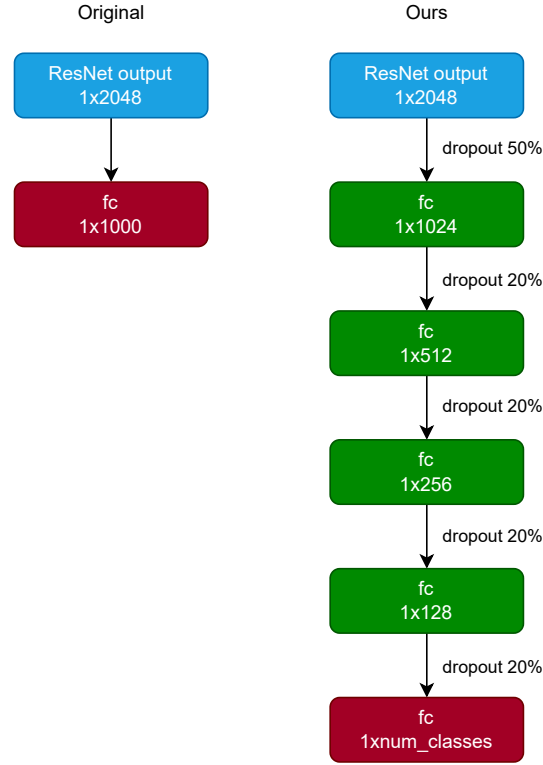 Original
ResNet output
1x2048
fc
1x1000
Ours
ResNet output
1x2048
dropout 50%
fc
1x1024
dropout 20%
fc
1x512
dropout 20%
fc
1x256
dropout 20%
fc
1x128
dropout 20%
fc
1xnum_classes